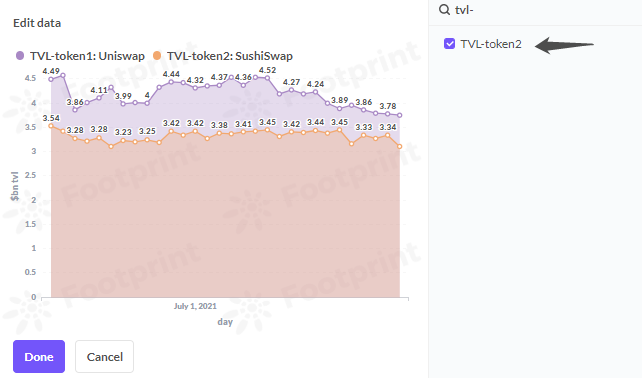 Edit data
TVL-token1: Uniswap TVL-token2: SushiSwap
4.49 3.86 4.11 3.99 4 4.44 4.32 4.37 4.36 4.52 4.27 4.24 3.89 3.86 3.78
3.54 3.28 3.28 3.23 3.25 3.42 3.42 3.38 3.41 3.45 3.42 3.44 3.45 3.33 3.34
4.5
4
3.5
3
2.5
2
1.5
1
0.5
0
$bn tvl
July 1, 2021
day
Done Cancel
tvl-
TVL-token2
Footprint
Footprint
Footprint
Footprint
Footprint
Footprint